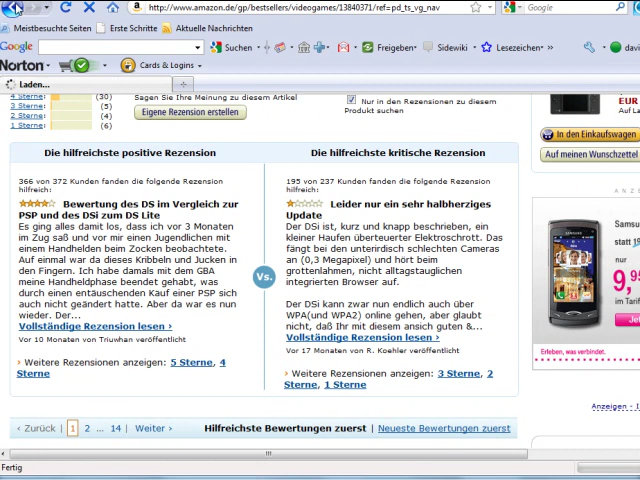 http://www.amazon.de/gp/bestsellers/videogames/13840371/ref=pd_ts_vg_nav
Google
Meistbesuchte Seiten Erste Schritte Aktuelle Nachrichten
Google Suchen Freigeben Sidewiki Lesezeichen »
Norton Cards & Logins
Laden...
4 Sterne: (30)
3 Sterne: (5)
2 Sterne: (4)
1 Sterne: (6)
Sagen Sie Ihre Meinung zu diesem Artikel
Eigene Rezension erstellen
Nur in den Rezensionen zu diesem
Produkt suchen
EUR
Auf La
In den Einkaufswagen
Auf meinen Wunschzettel
Die hilfreichste positive Rezension
366 von 372 Kunden fanden die folgende Rezension
hilfreich:
Bewertung des DS im Vergleich zur
PSP und des DSi zum DS Lite
Es ging alles damit los, dass ich vor 3 Monaten
im Zug saß und vor mir einen Jugendlichen mit
einem Handhelden beim Zocken beobachtete.
Auf einmal war da dieses Kribbeln und Jucken in
den Fingern. Ich habe damals mit dem GBA
meine Handheldphase beendet gehabt, was
durch einen entäuschenden Kauf einer PSP sich
auch nicht geändert hatte. Aber da war es nun
wieder. Der...
Vollständige Rezension lesen ›
Vor 10 Monaten von Triuwhan veröffentlicht
› Weitere Rezensionen anzeigen: 5 Sterne, 4
Sterne
Vs.
Die hilfreichste kritische Rezension
195 von 237 Kunden fanden die folgende Rezension
hilfreich:
Leider nur ein sehr halbherziges
Update
Der DSi ist, kurz und knapp beschrieben, ein
kleiner Haufen überteuerter Elektroschrott. Das
fängt bei den unterirdisch schlechten Cameras
an (0,3 Megapixel) und hört beim
grottenlahmen, nicht alltagstauglichen
integrierten Browser auf.
Der DSi kann zwar nun endlich auch über
WPA(und WPA2) online gehen, aber glaubt
nicht, daß Ihr mit diesem ansich guten &...
Vollständige Rezension lesen ›
Vor 17 Monaten von R. Koehler veröffentlicht
› Weitere Rezensionen anzeigen: 3 Sterne, 2
Sterne, 1 Sterne
ANZE
Samsu
statt
nur
9,
im Tarif
Erleben, was verbindet.
Anzeigen -
‹ Zurück | 1 2 ... 14 | Weiter › Hilfreichste Bewertungen zuerst | Neueste Bewertungen zuerst
Fertig